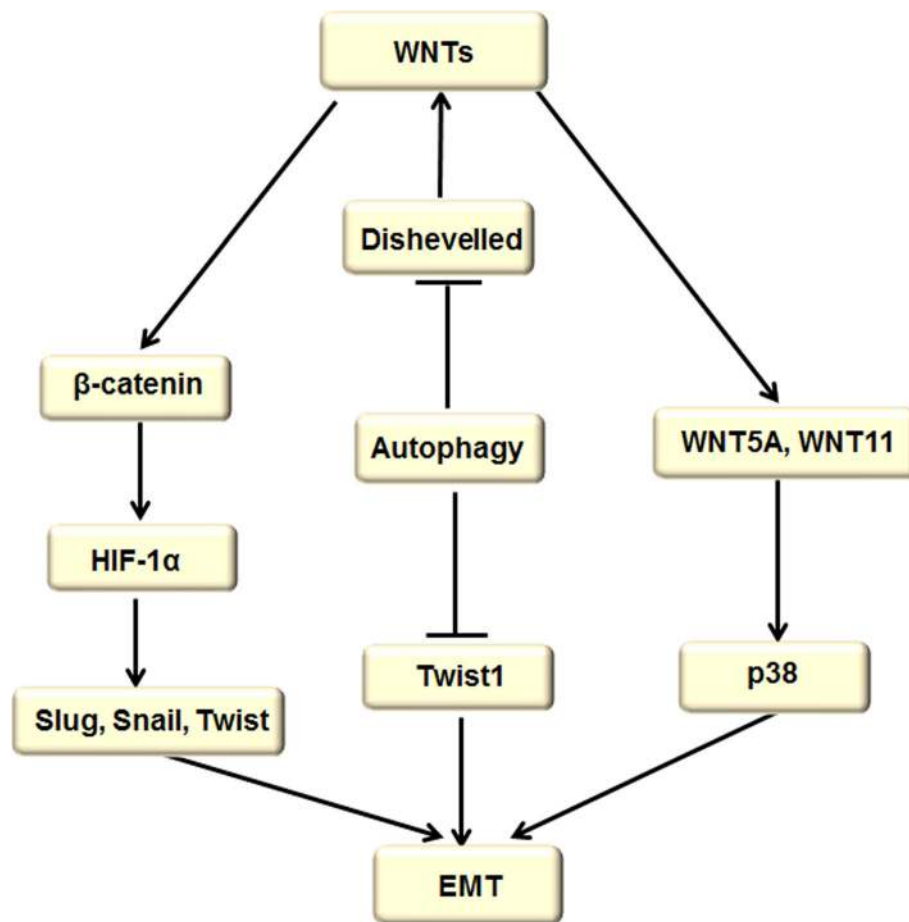 WNTs
Dishevelled
β-catenin
Autophagy
WNT5A, WNT11
HIF-1α
Twist1
p38
Slug, Snail, Twist
EMT